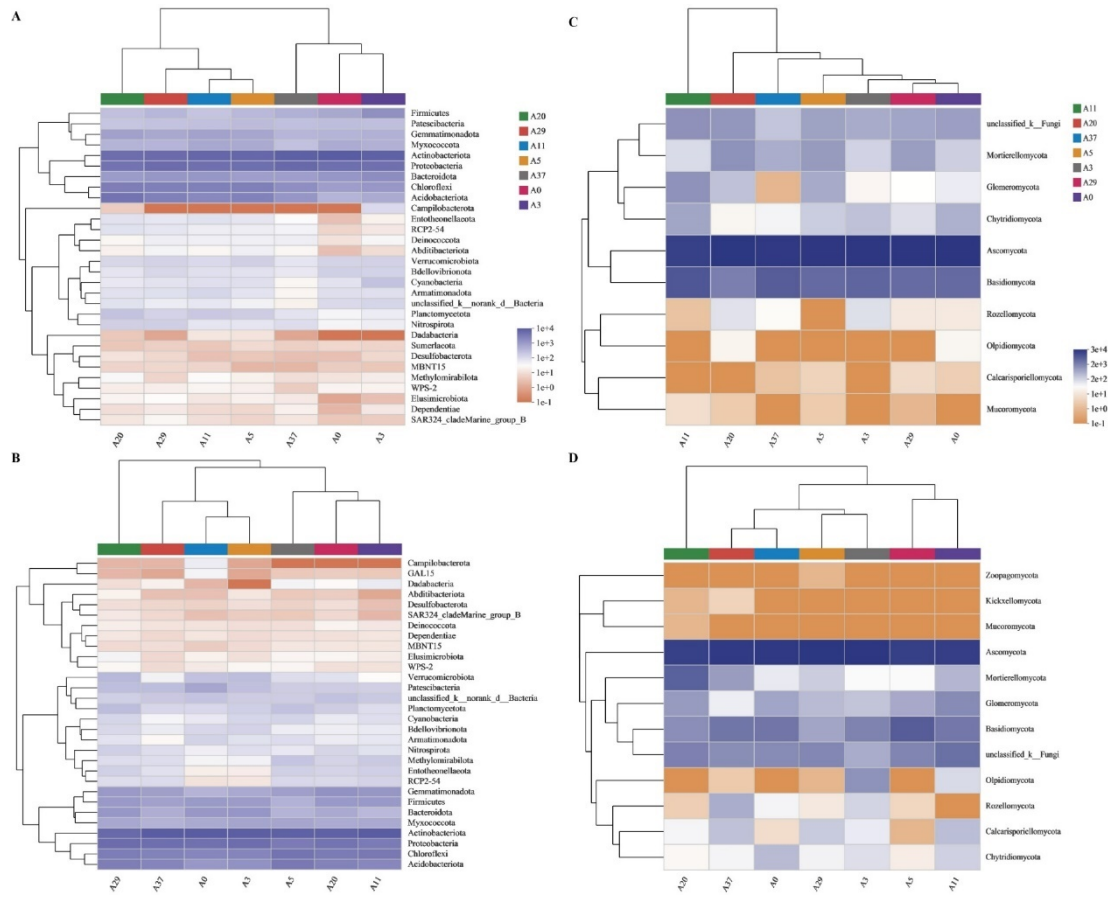 A
Firmicutes
Patescibacteria
Gemmatimonadota
Myxococcota
Actinobacteriota
Proteobacteria
Bacteroidota
Chloroflexi
Acidobacteriota
Campilobacterota
Entotheonellaeota
RCP2-54
Deinococcota
Abditibacteriota
Verrucomicrobiota
Bdellovibrionota
Cyanobacteria
Armatimonadota
unclassified_k__norank_d__Bacteria
Planctomycetota
Nitrospirota
Dadabacteria
Sumerlaeota
Desulfobacterota
MBNT15
Methylomirabilota
WPS-2
Elusimicrobiota
Dependentiae
SAR324_cladeMarine_group_B
A20
A29
A11
A5
A37
A0
A3
A20
A29
A11
A5
A37
A0
A3
1e+4
1e+3
1e+2
1e+1
1e+0
1e-1
C
unclassified_k__Fungi
Mortierellomycota
Glomeromycota
Chytridiomycota
Ascomycota
Basidiomycota
Rozellomycota
Olpidiomycota
Calcarisporiellomycota
Mucoromycota
A11
A20
A37
A5
A3
A29
A0
A11
A20
A37
A5
A3
A29
A0
3e+4
2e+3
2e+2
1e+1
1e+0
1e-1
B
Campilobacterota
GAL15
Dadabacteria
Abditibacteriota
Desulfobacterota
SAR324_cladeMarine_group_B
Deinococcota
Dependentiae
MBNT15
Elusimicrobiota
WPS-2
Verrucomicrobiota
Patescibacteria
unclassified_k__norank_d__Bacteria
Planctomycetota
Cyanobacteria
Bdellovibrionota
Armatimonadota
Nitrospirota
Methylomirabilota
Entotheonellaeota
RCP2-54
Gemmatimonadota
Firmicutes
Bacteroidota
Myxococcota
Actinobacteriota
Proteobacteria
Chloroflexi
Acidobacteriota
A29
A37
A0
A3
A5
A20
A11
D
Zoopagomycota
Kickxellomycota
Mucoromycota
Ascomycota
Mortierellomycota
Glomeromycota
Basidiomycota
unclassified_k__Fungi
Olpidiomycota
Rozellomycota
Calcarisporiellomycota
Chytridiomycota
A20
A37
A0
A29
A3
A5
A11